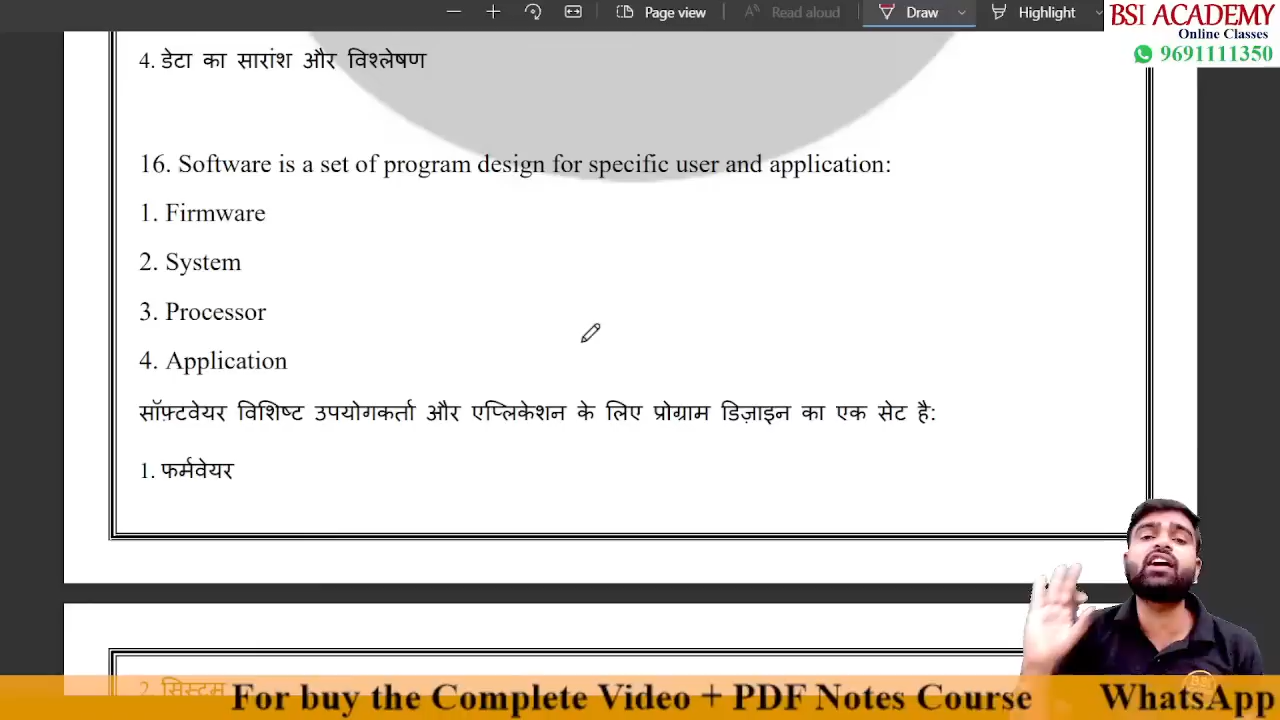 Page view
Read aloud
Draw
Highlight
BSI ACADEMY
Online Classes
9691111350
4. डेटा का सारांश और विश्लेषण
16. Software is a set of program design for specific user and application:
1. Firmware
2. System
3. Processor
4. Application
सॉफ़्टवेयर विशिष्ट उपयोगकर्ता और एप्लिकेशन के लिए प्रोग्राम डिज़ाइन का एक सेट है:
1. फर्मवेयर
2. सिस्टम
For buy the Complete Video + PDF Notes Course WhatsApp